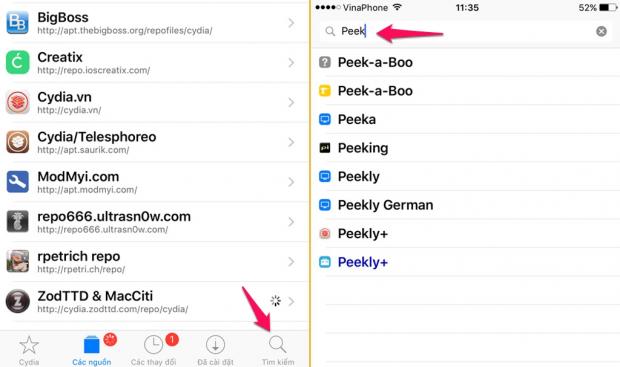 BigBoss
http://apt.thebigboss.org/repofiles/cydia/
Creatix
http://repo.ioscreatix.com/
Cydia.vn
http://cydia.vn/
Cydia/Telesphoreo
http://apt.saurik.com/
ModMyi.com
http://apt.modmyi.com/
repo666.ultrasn0w.com
http://repo666.ultrasn0w.com/
rpetrich repo
http://rpetri.ch/repo/
ZodTTD & MacCiti
http://cydia.zodttd.com/repo/cydia/
Cydia
Các nguồn
1
Các thay đổi
Đã cài đặt
Tìm kiếm
VinaPhone 11:35 52%
Peek
Peek-a-Boo
Peek-a-Boo
Peeka
Peeking
Peekly
Peekly German
Peekly+
Peekly+